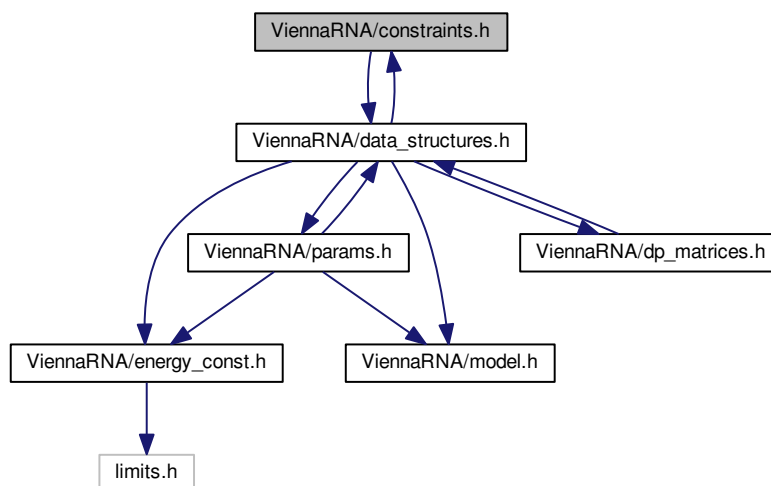 ViennaRNA/constraints.h
ViennaRNA/data_structures.h
ViennaRNA/params.h
ViennaRNA/dp_matrices.h
ViennaRNA/energy_const.h
ViennaRNA/model.h
limits.h